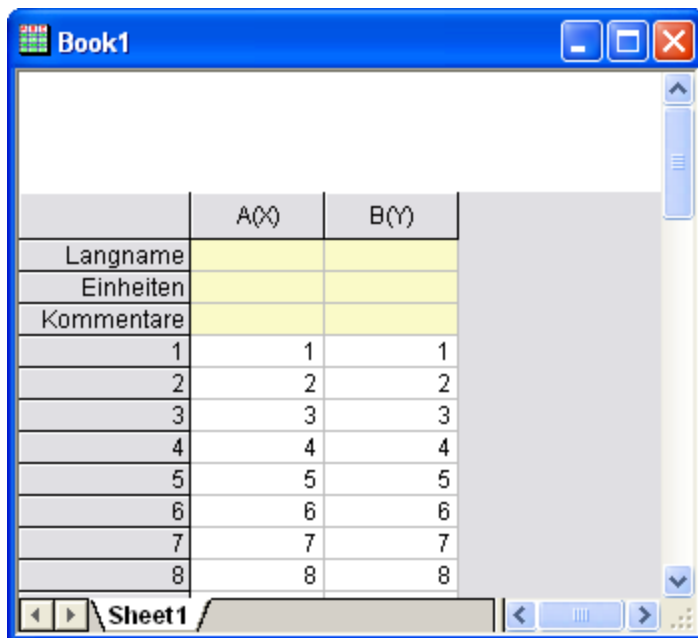 Book1
A(X) B(Y)
Langname
Einheiten
Kommentare
1 1 1
2 2 2
3 3 3
4 4 4
5 5 5
6 6 6
7 7 7
8 8 8
Sheet1